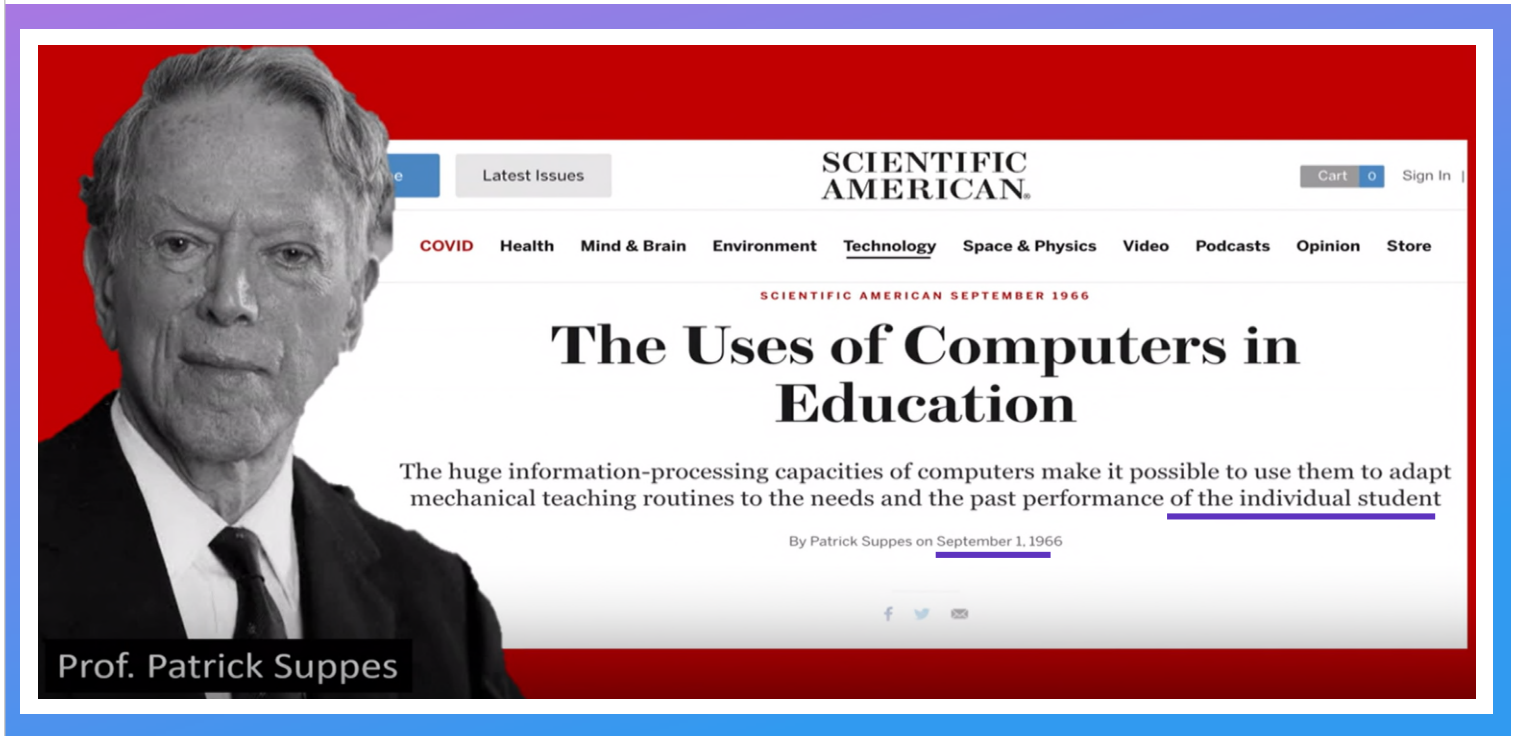 e
Latest Issues
SCIENTIFIC
AMERICAN®
Cart 0 Sign In |
COVID Health Mind & Brain Environment Technology Space & Physics Video Podcasts Opinion Store
SCIENTIFIC AMERICAN SEPTEMBER 1966
The Uses of Computers in
Education
The huge information-processing capacities of computers make it possible to use them to adapt
mechanical teaching routines to the needs and the past performance of the individual student
By Patrick Suppes on September 1, 1966
Prof. Patrick Suppes